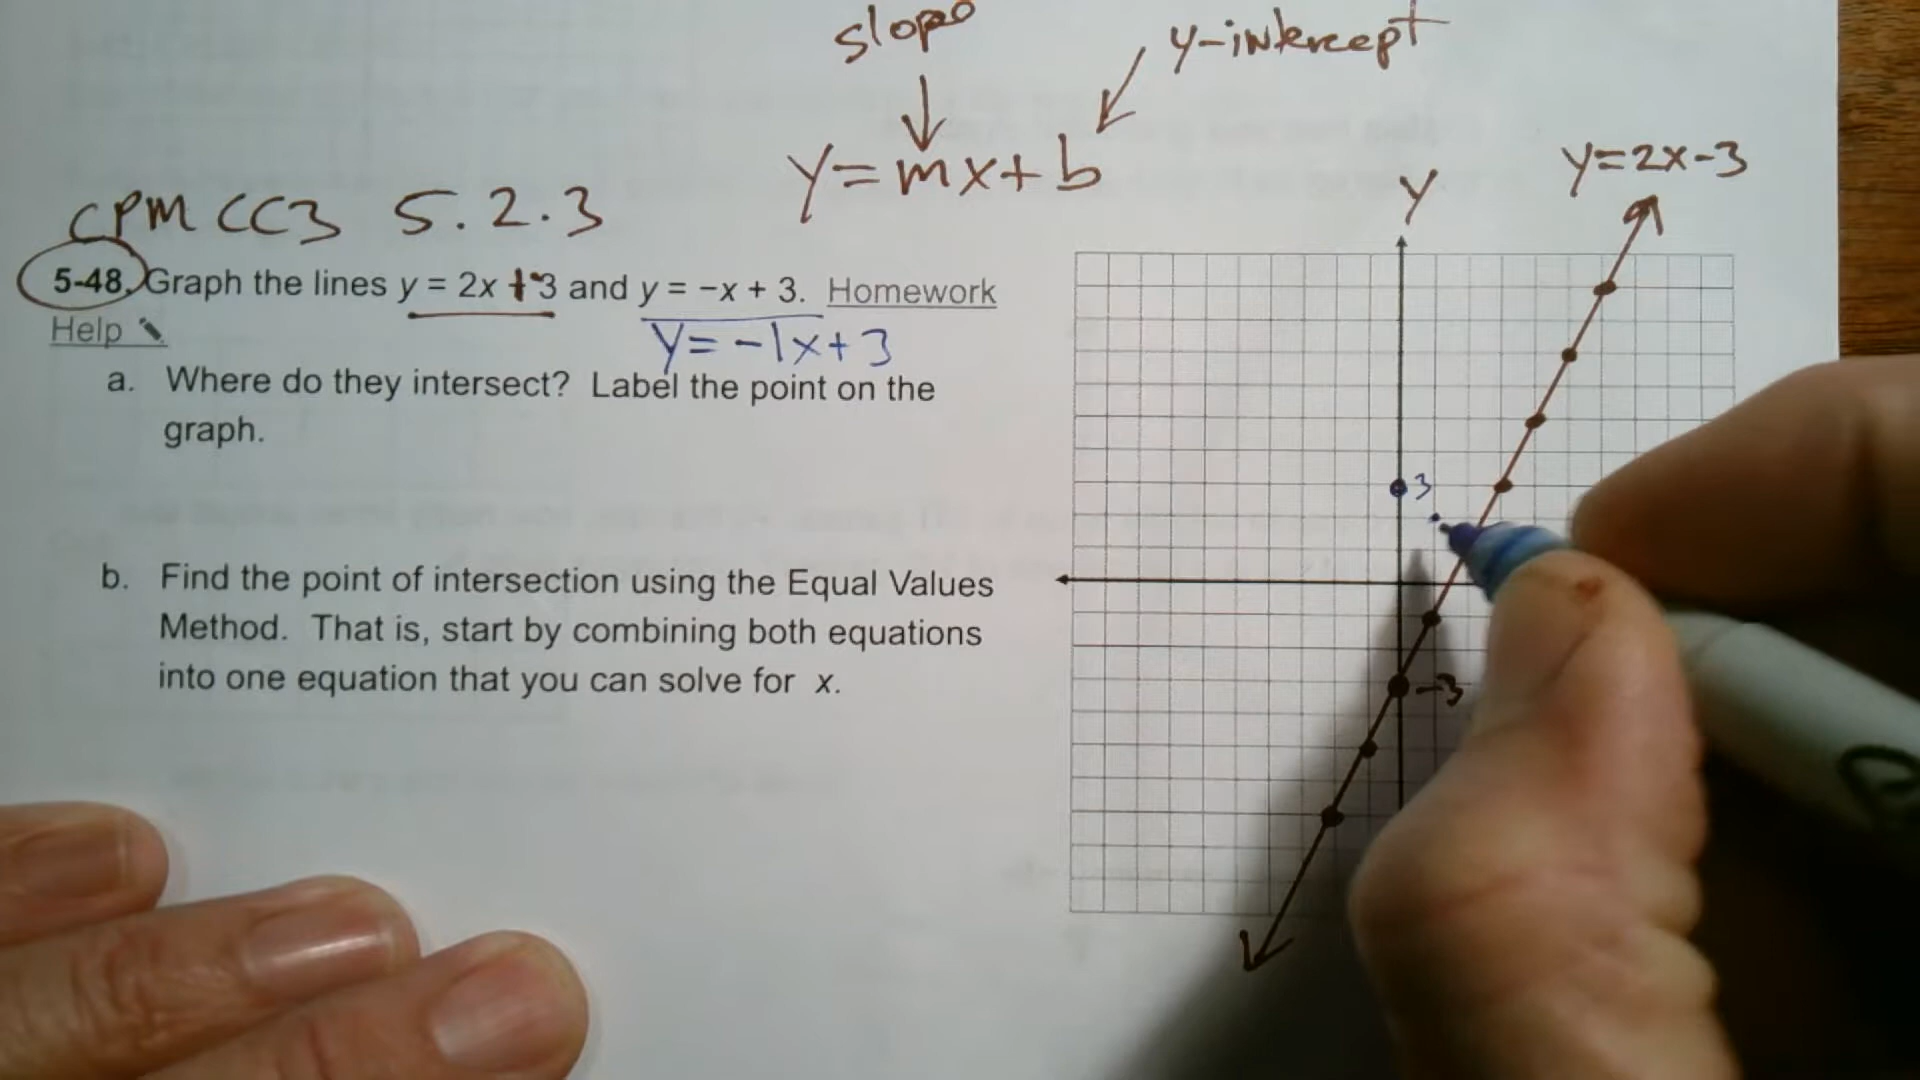 slope
y-intercept
y=mx+b
y=2x-3
y
CPM CC3 5.2.3
5-48. Graph the lines y = 2x + -3 and y = −x + 3. Homework
Help
y=-1x+3
a. Where do they intersect? Label the point on the
graph.
3
b. Find the point of intersection using the Equal Values
Method. That is, start by combining both equations
into one equation that you can solve for x.
-3